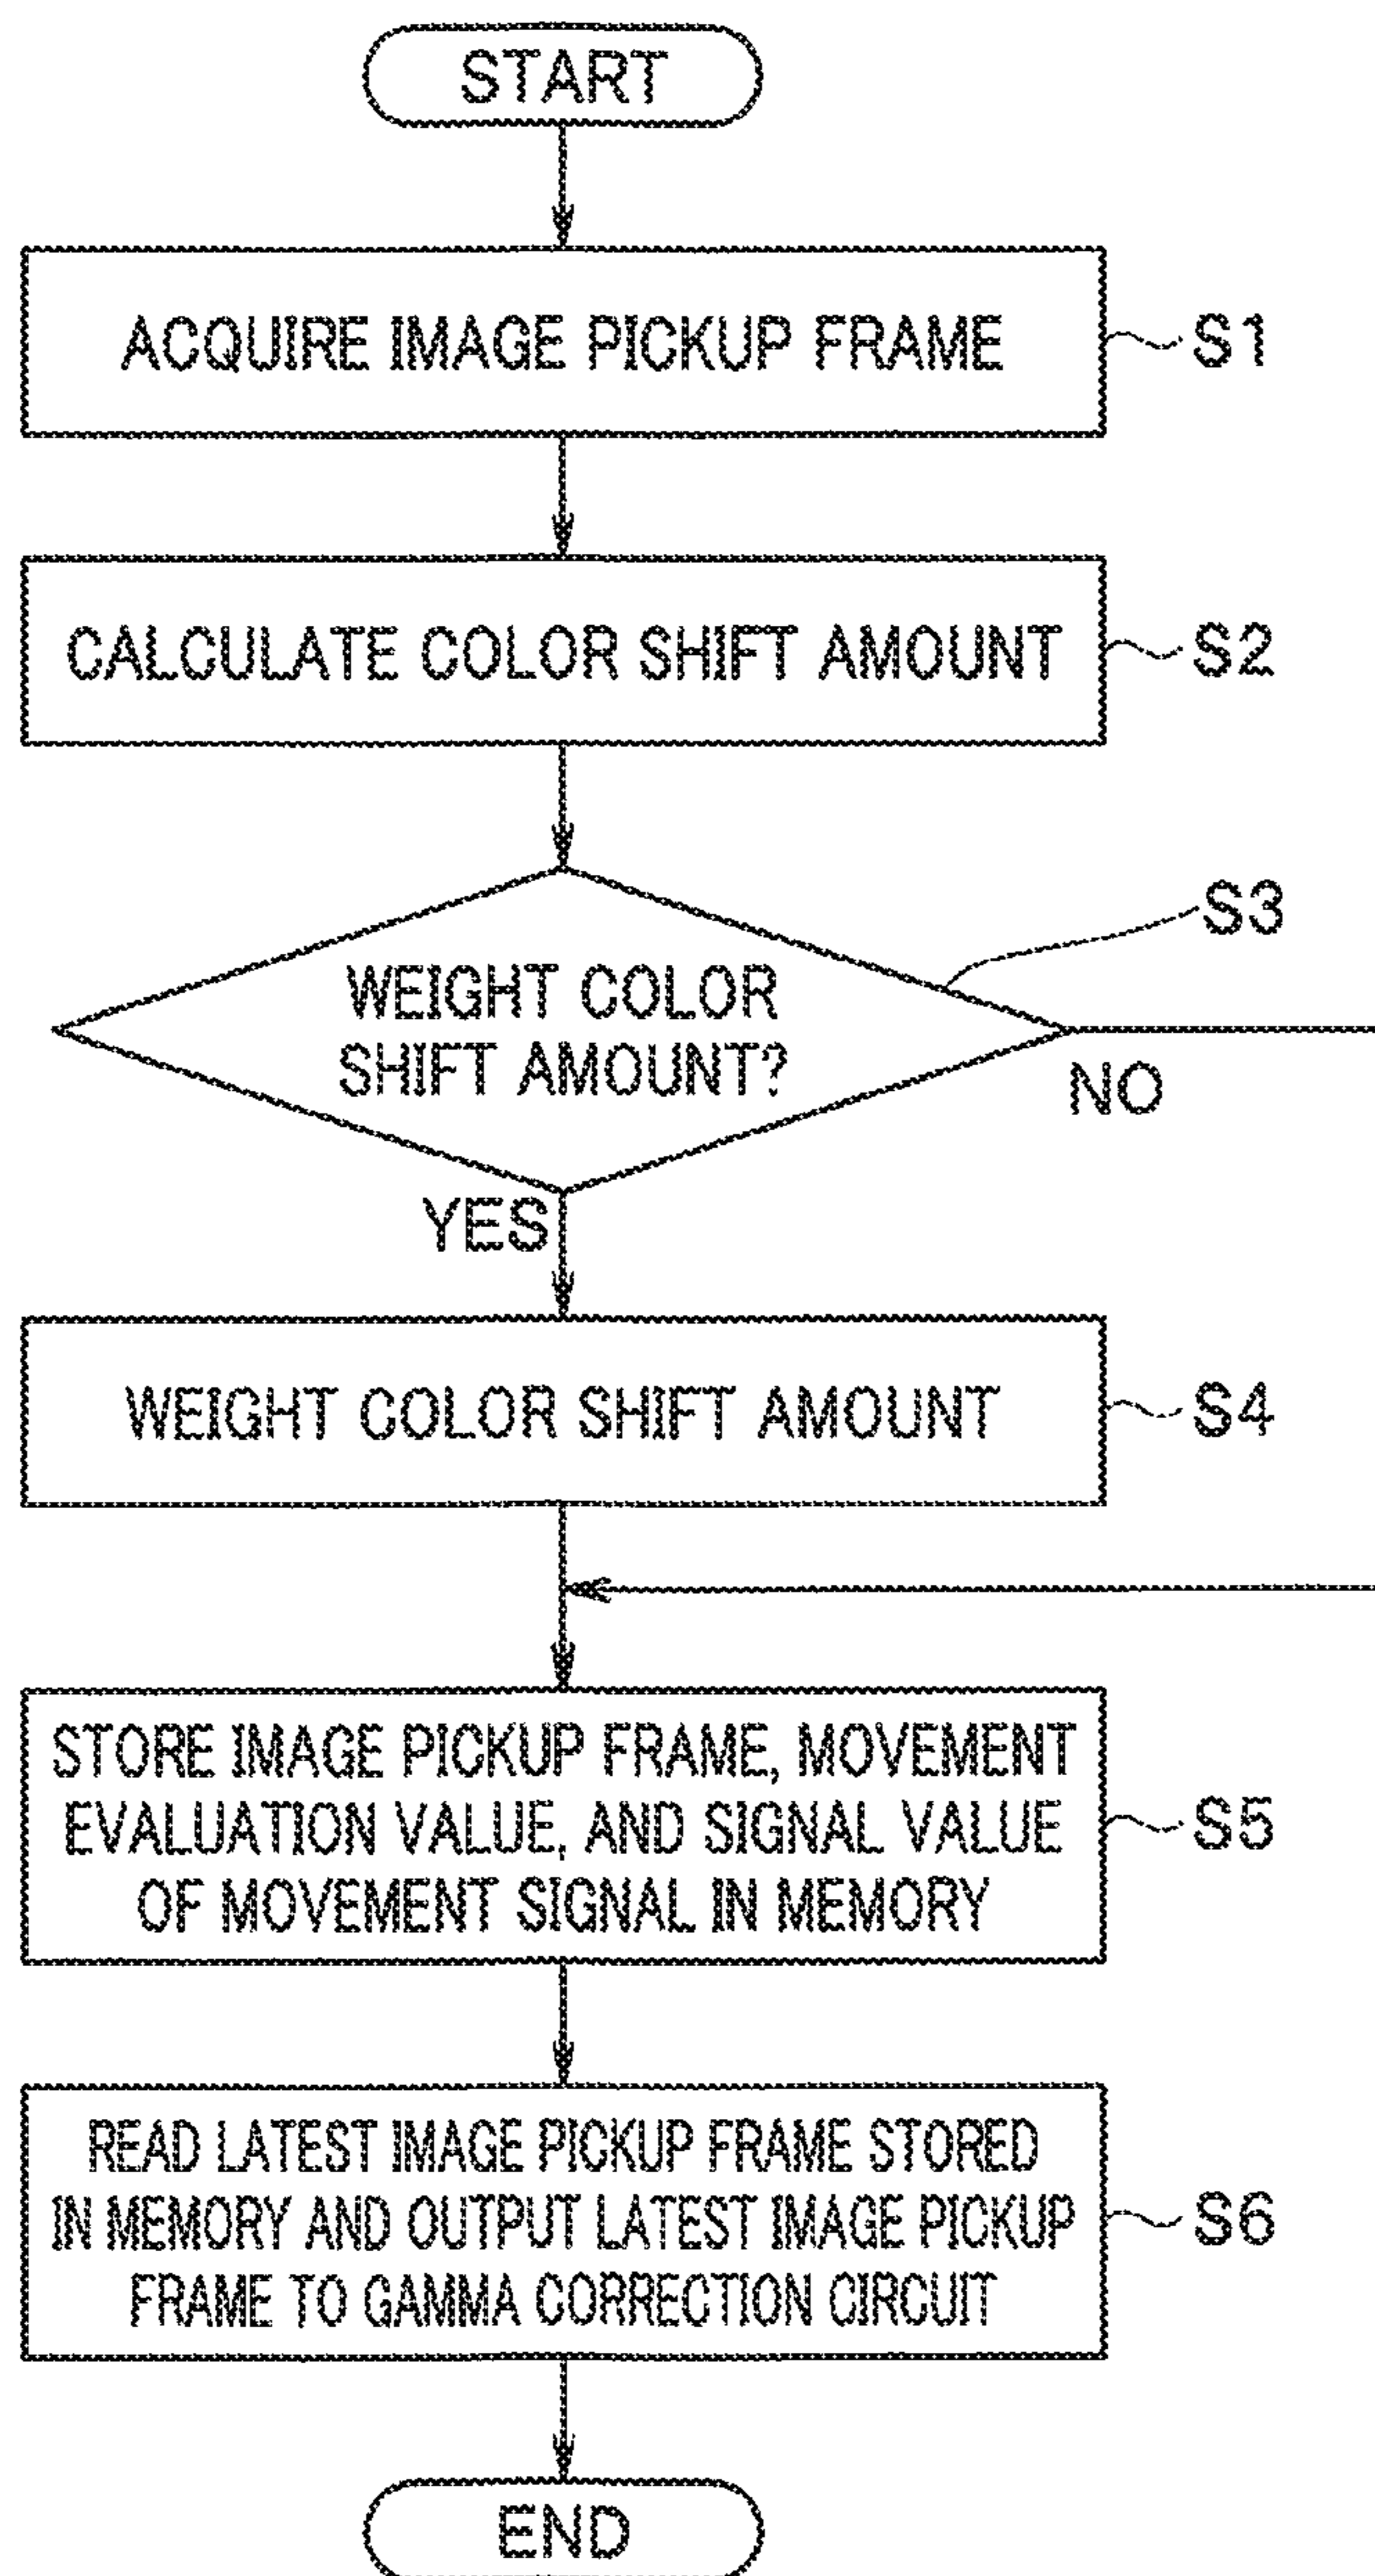 START
ACQUIRE IMAGE PICKUP FRAME
S1
CALCULATE COLOR SHIFT AMOUNT
S2
S3
WEIGHT COLOR
SHIFT AMOUNT?
NO
YES
WEIGHT COLOR SHIFT AMOUNT
S4
STORE IMAGE PICKUP FRAME, MOVEMENT
EVALUATION VALUE, AND SIGNAL VALUE
OF MOVEMENT SIGNAL IN MEMORY
S5
READ LATEST IMAGE PICKUP FRAME STORED
IN MEMORY AND OUTPUT LATEST IMAGE PICKUP
FRAME TO GAMMA CORRECTION CIRCUIT
S6
END